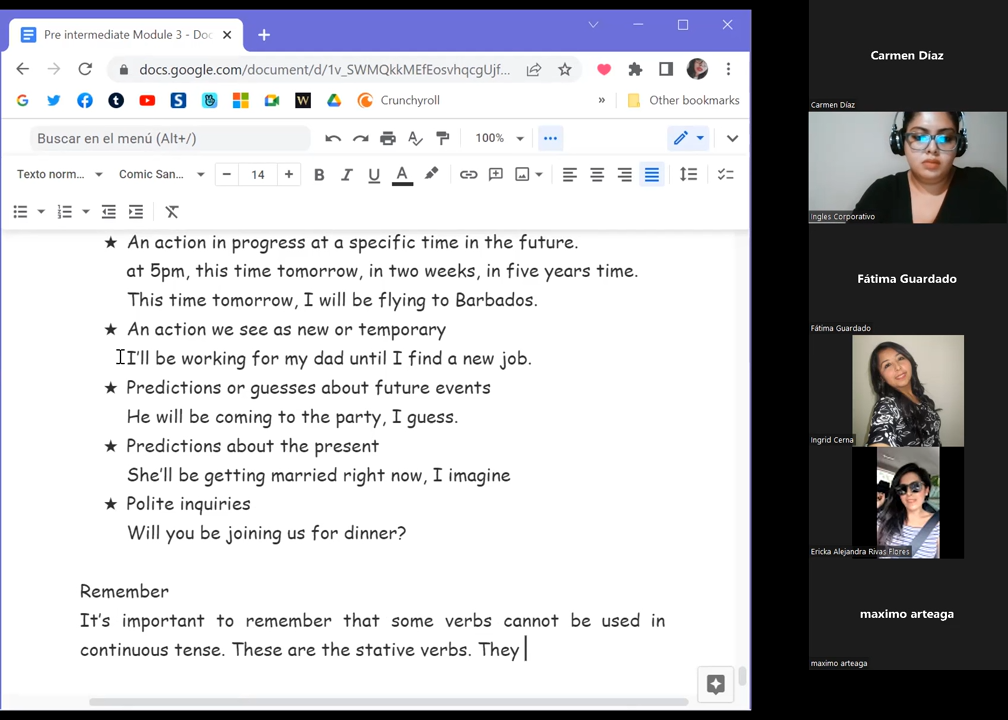 Pre intermediate Module 3 - Doc
docs.google.com/document/d/1v_SWMQkkMEfEosvhqcgUjf...
Crunchyroll
»
Other bookmarks
Buscar en el menú (Alt+/)
100%
Texto norm...
Comic San...
14
★ An action in progress at a specific time in the future.
at 5pm, this time tomorrow, in two weeks, in five years time.
This time tomorrow, I will be flying to Barbados.
★ An action we see as new or temporary
I'll be working for my dad until I find a new job.
★ Predictions or guesses about future events
He will be coming to the party, I guess.
★ Predictions about the present
She'll be getting married right now, I imagine
★ Polite inquiries
Will you be joining us for dinner?
Remember
It's important to remember that some verbs cannot be used in
continuous tense. These are the stative verbs. They
Carmen Díaz
Carmen Díaz
Ingles Corporativo
Fátima Guardado
Fátima Guardado
Ingrid Cerna
Ericka Alejandra Rivas Flores
maximo arteaga
maximo arteaga